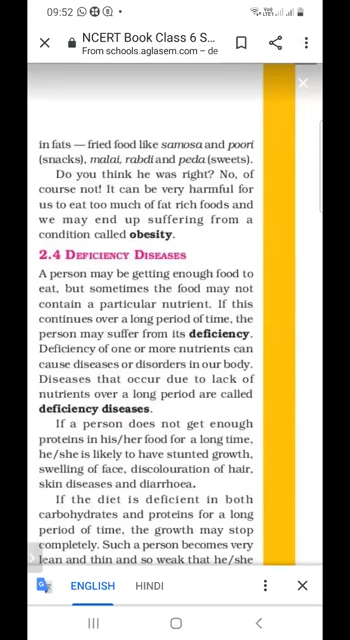 09:52
NCERT Book Class 6 S...
From schools.aglasem.com – de
in fats — fried food like samosa and poori
(snacks), malai, rabdi and peda (sweets).
Do you think he was right? No, of
course not! It can be very harmful for
us to eat too much of fat rich foods and
we may end up suffering from a
condition called obesity.
2.4 DEFICIENCY DISEASES
A person may be getting enough food to
eat, but sometimes the food may not
contain a particular nutrient. If this
continues over a long period of time, the
person may suffer from its deficiency.
Deficiency of one or more nutrients can
cause diseases or disorders in our body.
Diseases that occur due to lack of
nutrients over a long period are called
deficiency diseases.
If a person does not get enough
proteins in his/her food for a long time,
he/she is likely to have stunted growth,
swelling of face, discolouration of hair,
skin diseases and diarrhoea.
If the diet is deficient in both
carbohydrates and proteins for a long
period of time, the growth may stop
completely. Such a person becomes very
lean and thin and so weak that he/she
ENGLISH HINDI